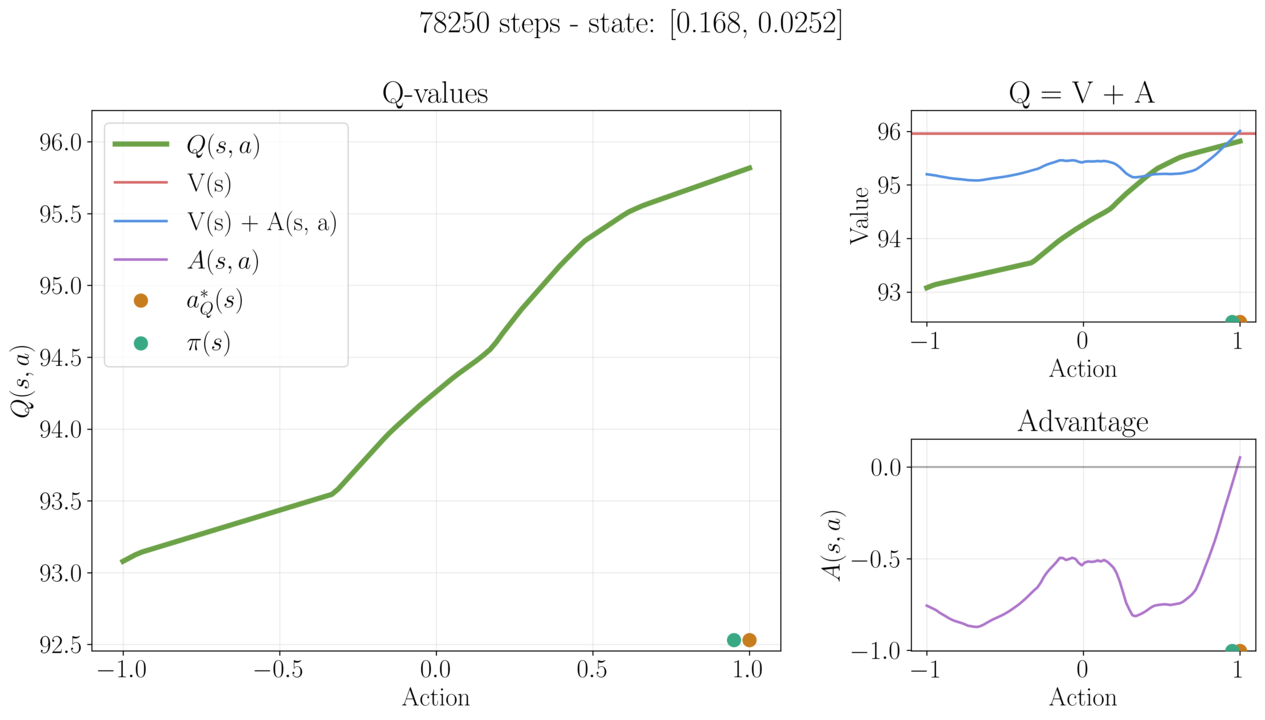 78250 steps - state: [0.168, 0.0252]
Q-values
Q(s, a)
96.0
95.5
95.0
94.5
94.0
93.5
93.0
92.5
Q(s, a)
V(s)
V(s) + A(s, a)
A(s, a)
a*_Q(s)
π(s)
−1.0
−0.5
0.0
0.5
1.0
Action
Q = V + A
Value
96
95
94
93
−1
0
1
Action
Advantage
A(s, a)
0.0
−0.5
−1.0
−1
0
1
Action